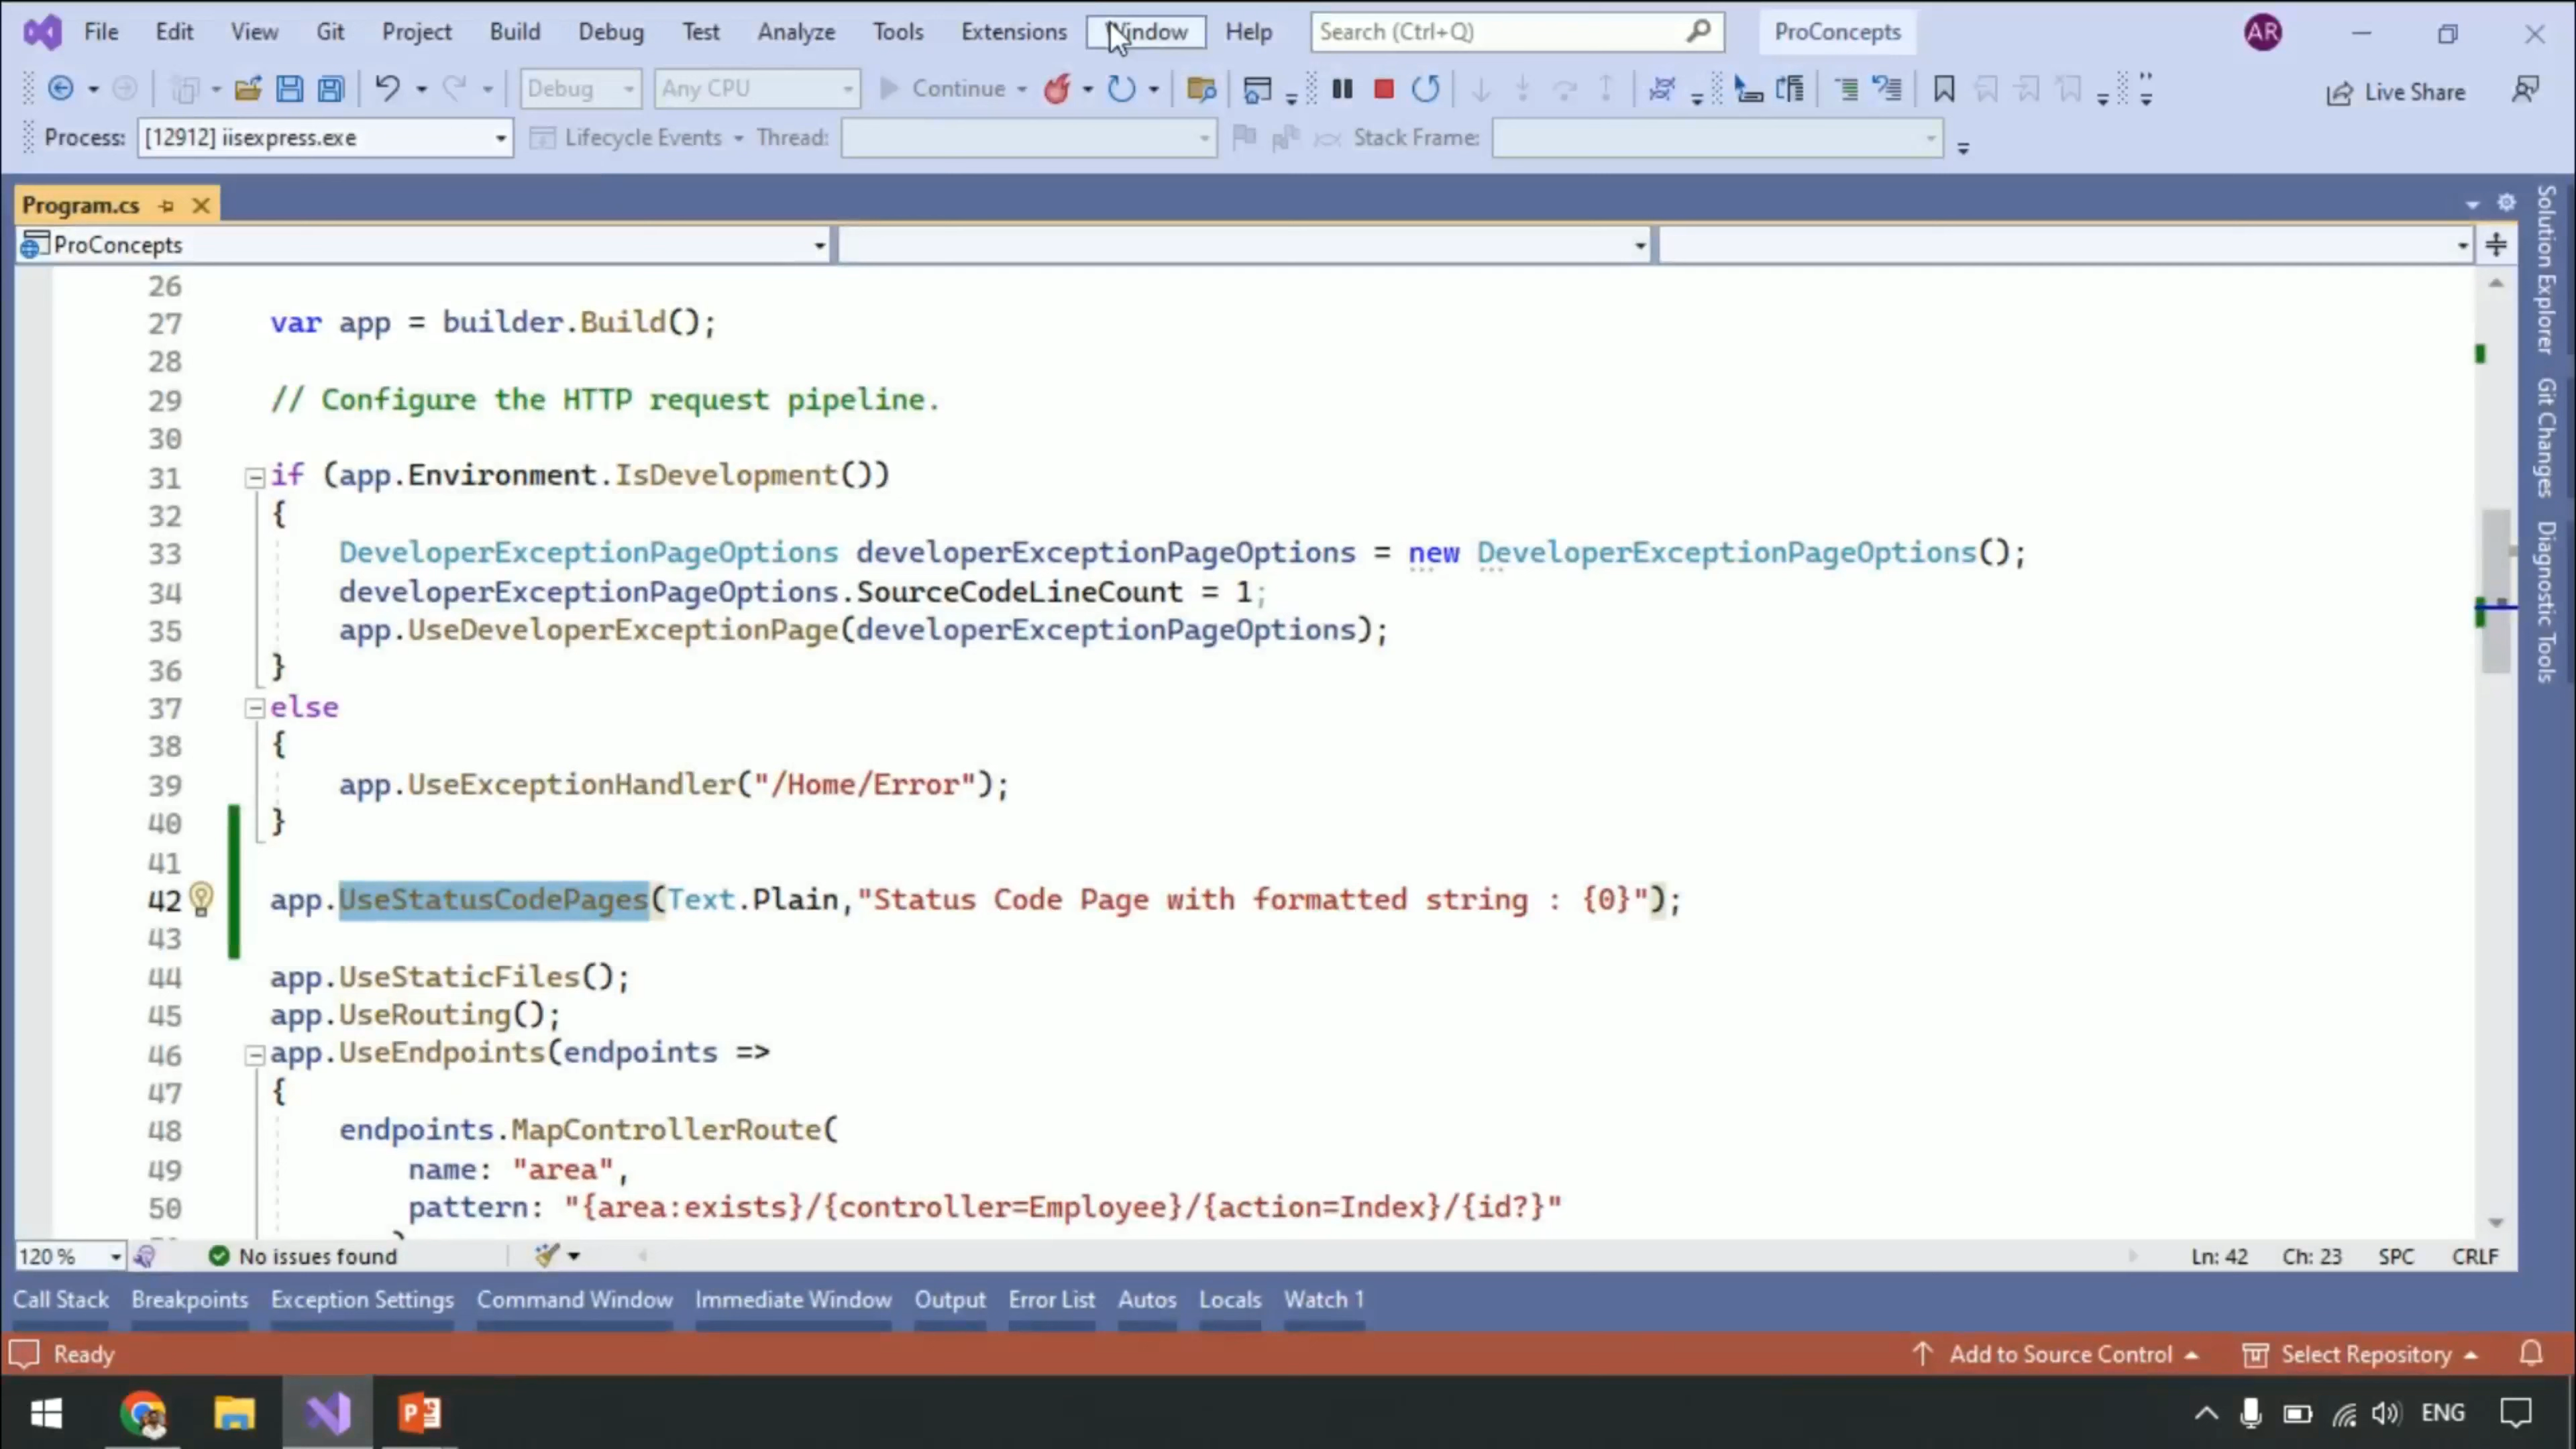 File Edit View Git Project Build Debug Test Analyze Tools Extensions Window Help Search (Ctrl+Q) ProConcepts AR
Debug Any CPU Continue Live Share
Process: [12912] iisexpress.exe Lifecycle Events Thread: Stack Frame:
Program.cs
ProConcepts
26
27 var app = builder.Build();
28
29 // Configure the HTTP request pipeline.
30
31 if (app.Environment.IsDevelopment())
32 {
33 DeveloperExceptionPageOptions developerExceptionPageOptions = new DeveloperExceptionPageOptions();
34 developerExceptionPageOptions.SourceCodeLineCount = 1;
35 app.UseDeveloperExceptionPage(developerExceptionPageOptions);
36 }
37 else
38 {
39 app.UseExceptionHandler("/Home/Error");
40 }
41
42 app.UseStatusCodePages(Text.Plain,"Status Code Page with formatted string : {0}");
43
44 app.UseStaticFiles();
45 app.UseRouting();
46 app.UseEndpoints(endpoints =>
47 {
48 endpoints.MapControllerRoute(
49 name: "area",
50 pattern: "{area:exists}/{controller=Employee}/{action=Index}/{id?}"
Solution Explorer
Git Changes
Diagnostic Tools
120 % No issues found Ln: 42 Ch: 23 SPC CRLF
Call Stack Breakpoints Exception Settings Command Window Immediate Window Output Error List Autos Locals Watch 1
Ready Add to Source Control Select Repository
ENG